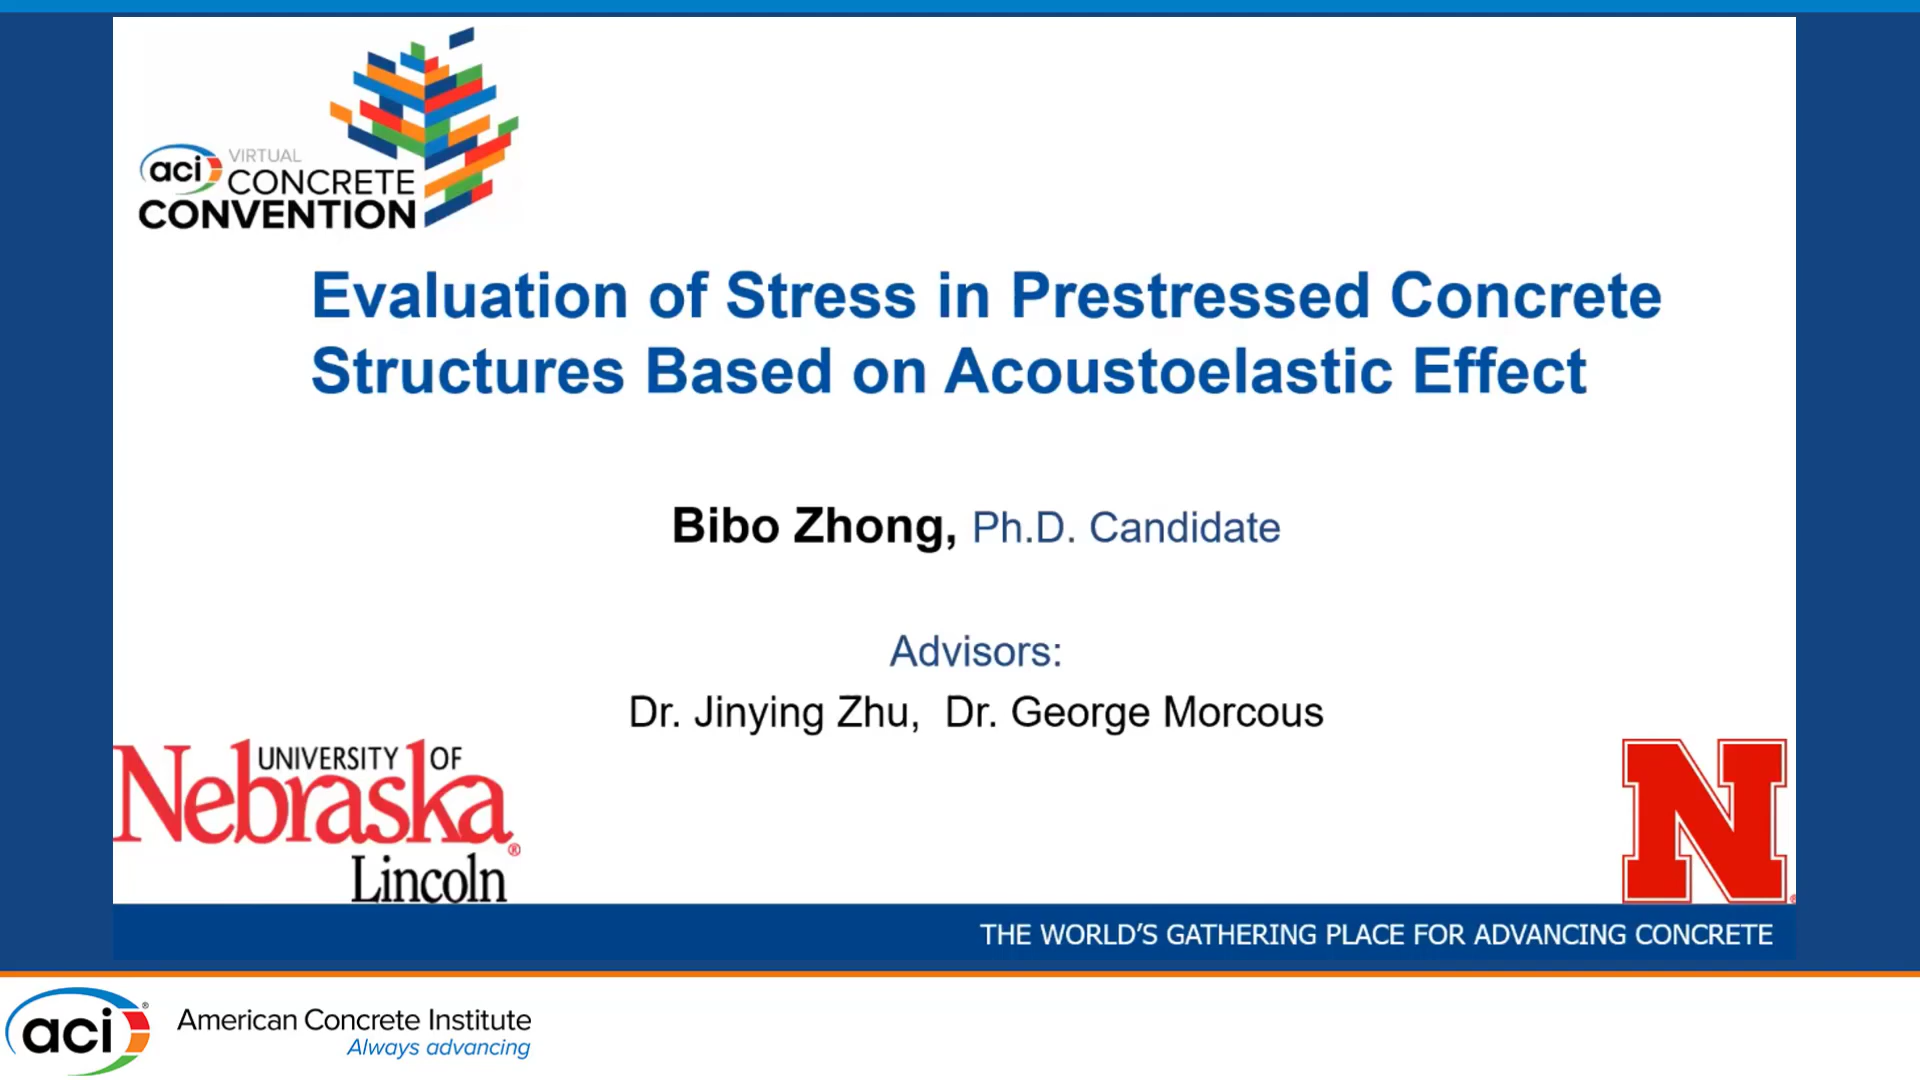 aci VIRTUAL
CONCRETE
CONVENTION
Evaluation of Stress in Prestressed Concrete
Structures Based on Acoustoelastic Effect
Bibo Zhong, Ph.D. Candidate
Advisors:
Dr. Jinying Zhu, Dr. George Morcous
UNIVERSITY OF
Nebraska®
Lincoln
N
THE WORLD'S GATHERING PLACE FOR ADVANCING CONCRETE
aci® American Concrete Institute
Always advancing